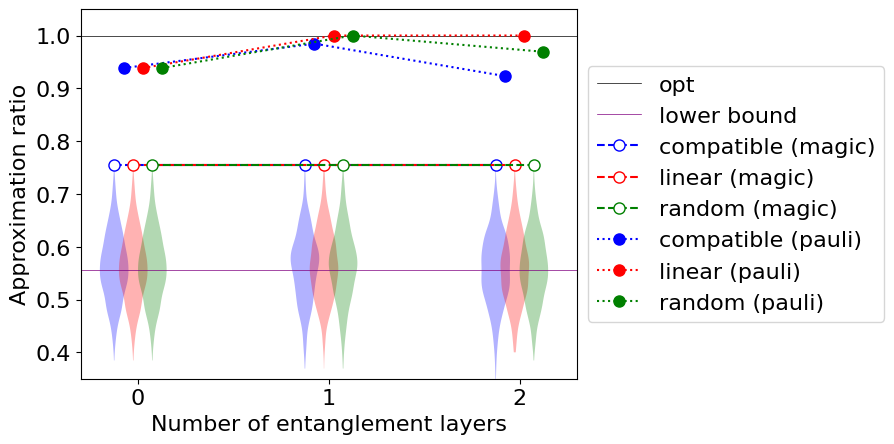 Approximation ratio
1.0
0.9
0.8
0.7
0.6
0.5
0.4
0
1
2
Number of entanglement layers
opt
lower bound
compatible (magic)
linear (magic)
random (magic)
compatible (pauli)
linear (pauli)
random (pauli)